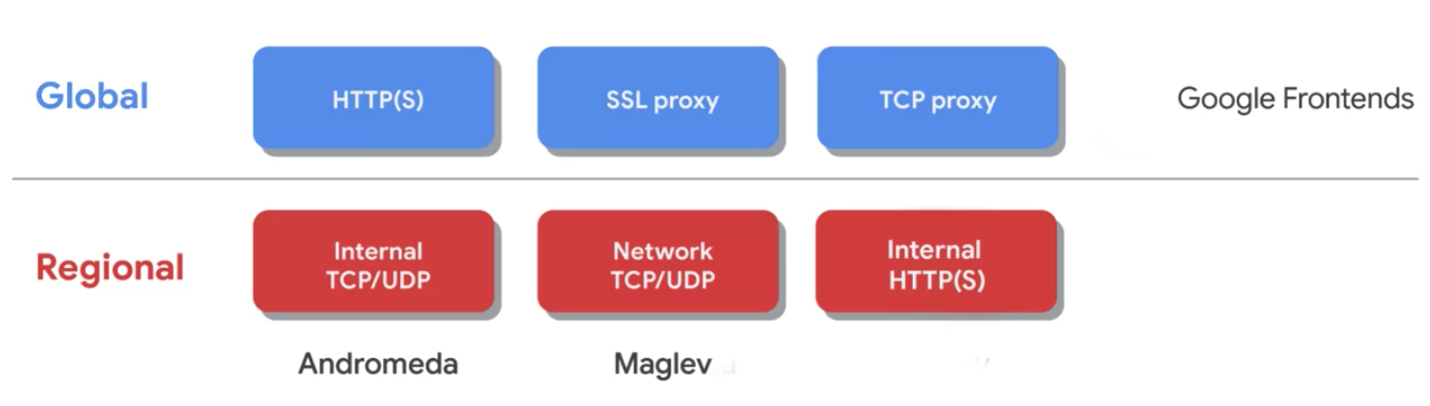 Global
HTTP(S)
SSL proxy
TCP proxy
Google Frontends
Regional
Internal
TCP/UDP
Network
TCP/UDP
Internal
HTTP(S)
Andromeda
Maglev